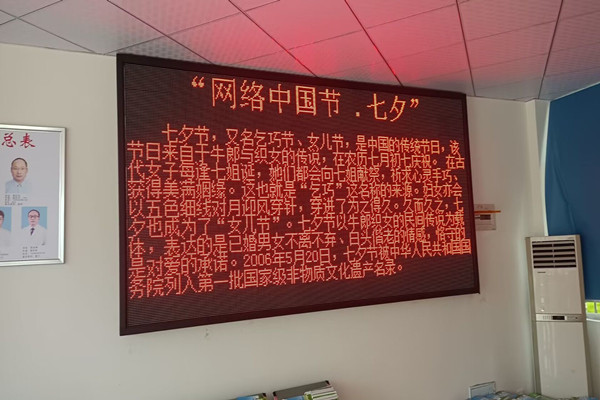 总表
“网络中国节．七夕”
七夕节，又名乞巧节、女儿节，是中国的传统节日，该
节日来自于牛郎与织女的传说，在农历七月初七庆祝。在古
代女子每逢七姐诞，她们都会向七姐献祭，祈求心灵手巧、
获得美满姻缘。这也就是“乞巧”这名称的来源。妇女亦会
以五色细线对月迎风穿针，穿进了为之得久。久而久之，七
夕也成为了“女儿节”。七夕节以牛郎织女的民间传说为载
体，表达的是已婚男女不离不弃、白头偕老的情感，恪守的
是对爱的承诺。2006年5月20日，七夕节被中华人民共和国国
务院列入第一批国家级非物质文化遗产名录。